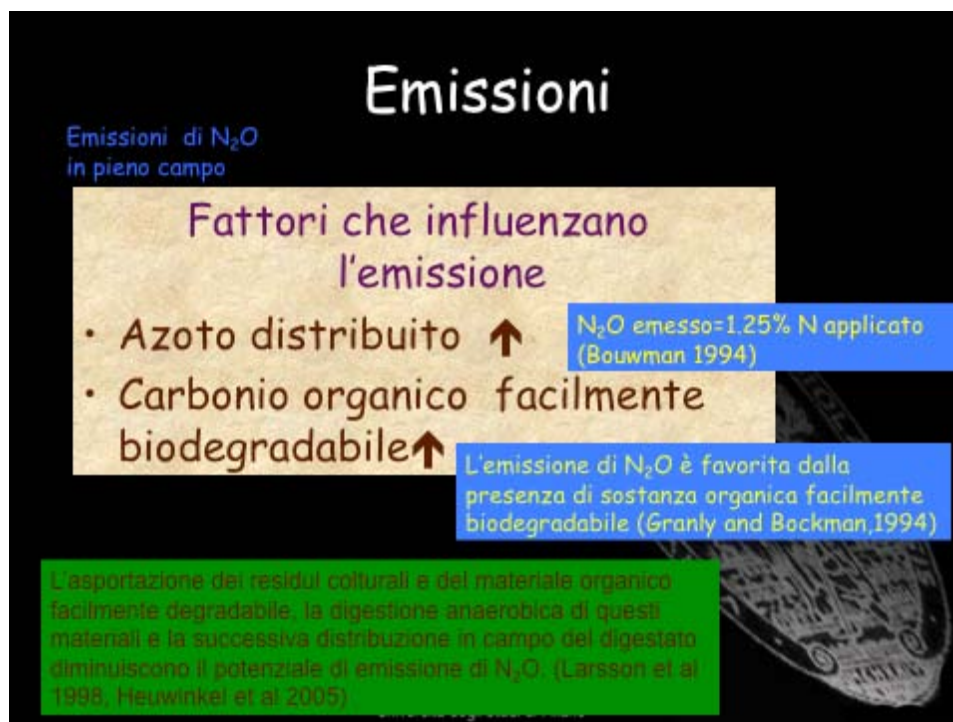 Emissioni
Emissioni di N₂O
in pieno campo
Fattori che influenzano
l'emissione
• Azoto distribuito ↑
N₂O emesso=1.25% N applicato
(Bouwman 1994)
• Carbonio organico facilmente
biodegradabile↑
L'emissione di N₂O è favorita dalla
presenza di sostanza organica facilmente
biodegradabile (Granly and Bockman,1994)
L'asportazione dei residui colturali e del materiale organico
facilmente degradabile, la digestione anaerobica di questi
materiali e la successiva distribuzione in campo del digestato
diminuiscono il potenziale di emissione di N₂O. (Larsson et al
1998, Heuwinkel et al 2005)